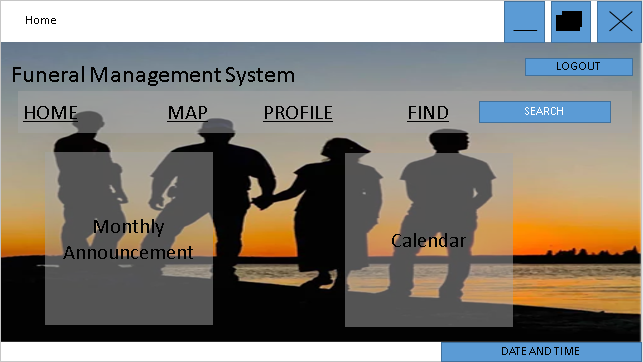 Home
Funeral Management System
LOGOUT
HOME MAP PROFILE FIND SEARCH
Monthly
Announcement
Calendar
DATE AND TIME